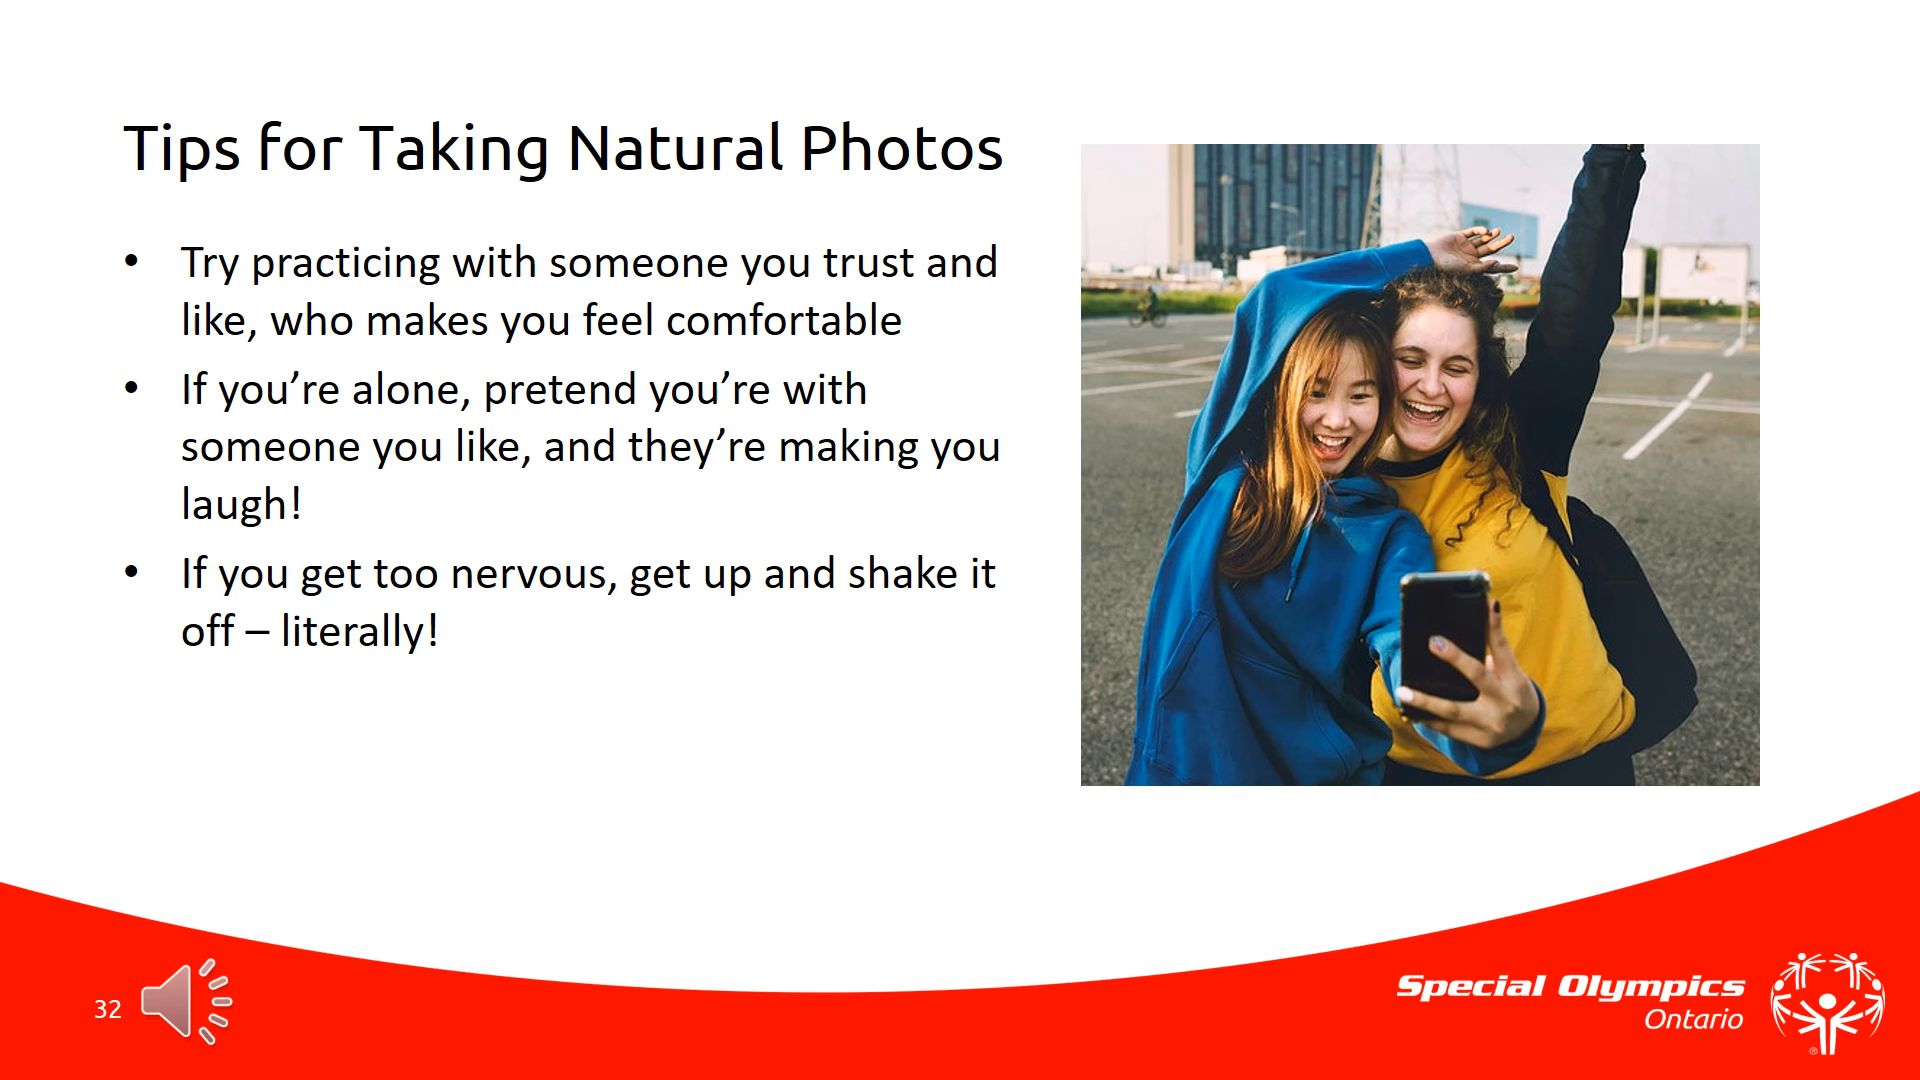 Tips for Taking Natural Photos
• Try practicing with someone you trust and
like, who makes you feel comfortable
• If you’re alone, pretend you’re with
someone you like, and they’re making you
laugh!
• If you get too nervous, get up and shake it
off – literally!
32
Special Olympics
Ontario
®